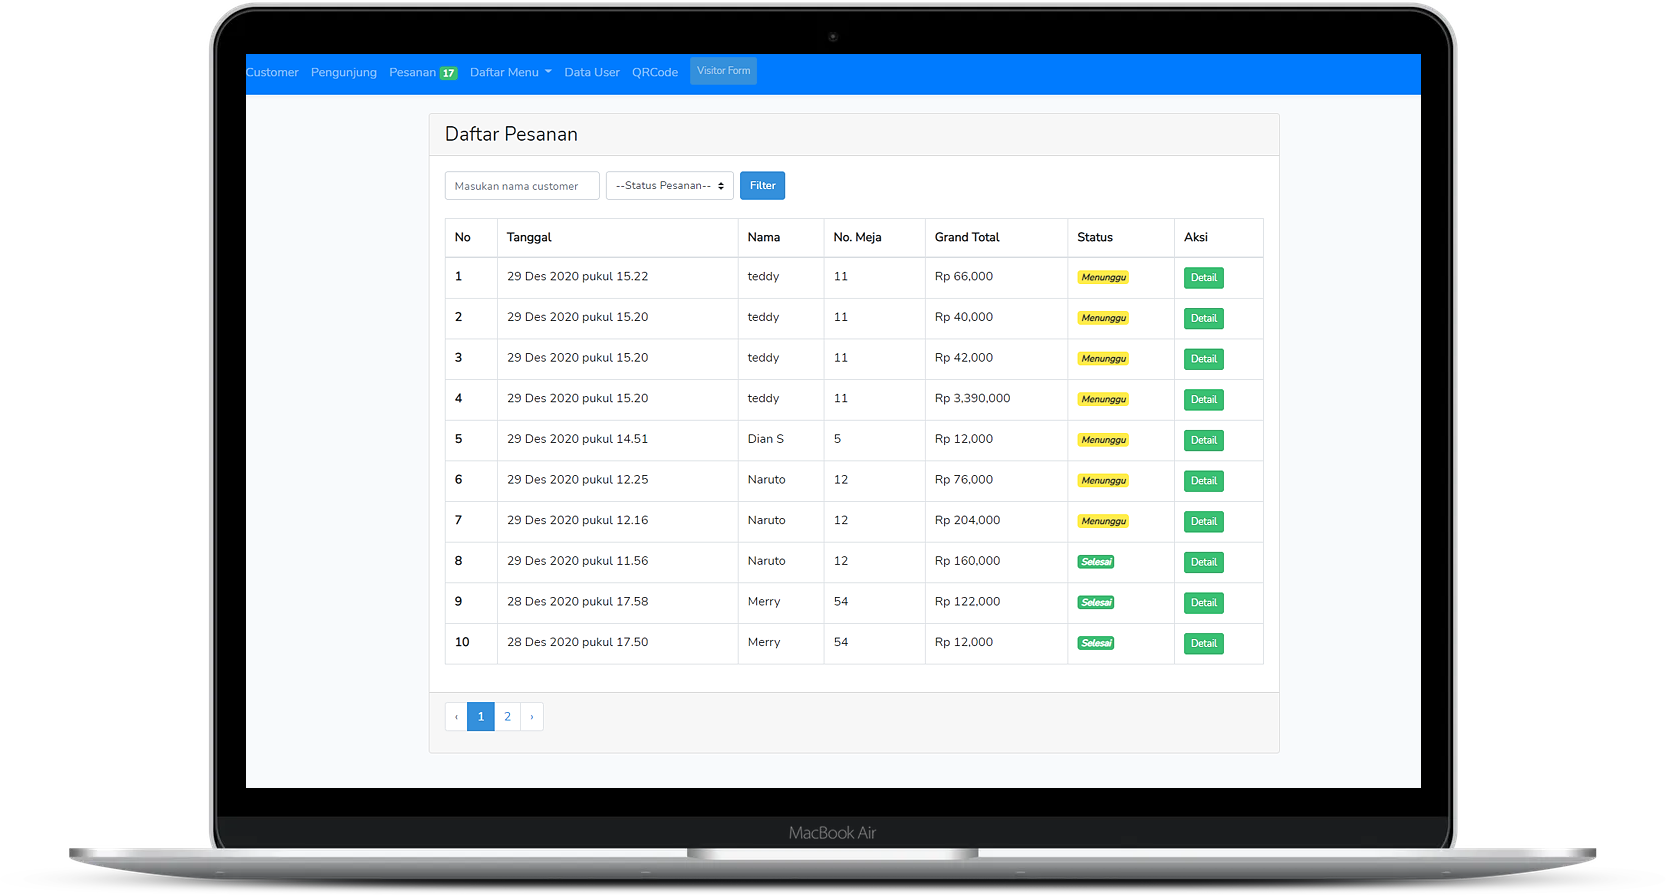 Customer Pengunjung Pesanan 17 Daftar Menu Data User QRCode Visitor Form
Daftar Pesanan
Masukan nama customer --Status Pesanan-- Filter
No Tanggal Nama No. Meja Grand Total Status Aksi
1 29 Des 2020 pukul 15.22 teddy 11 Rp 66,000 Menunggu Detail
2 29 Des 2020 pukul 15.20 teddy 11 Rp 40,000 Menunggu Detail
3 29 Des 2020 pukul 15.20 teddy 11 Rp 42,000 Menunggu Detail
4 29 Des 2020 pukul 15.20 teddy 11 Rp 3,390,000 Menunggu Detail
5 29 Des 2020 pukul 14.51 Dian S 5 Rp 12,000 Menunggu Detail
6 29 Des 2020 pukul 12.25 Naruto 12 Rp 76,000 Menunggu Detail
7 29 Des 2020 pukul 12.16 Naruto 12 Rp 204,000 Menunggu Detail
8 29 Des 2020 pukul 11.56 Naruto 12 Rp 160,000 Selesai Detail
9 28 Des 2020 pukul 17.58 Merry 54 Rp 122,000 Selesai Detail
10 28 Des 2020 pukul 17.50 Merry 54 Rp 12,000 Selesai Detail
‹ 1 2 ›
MacBook Air